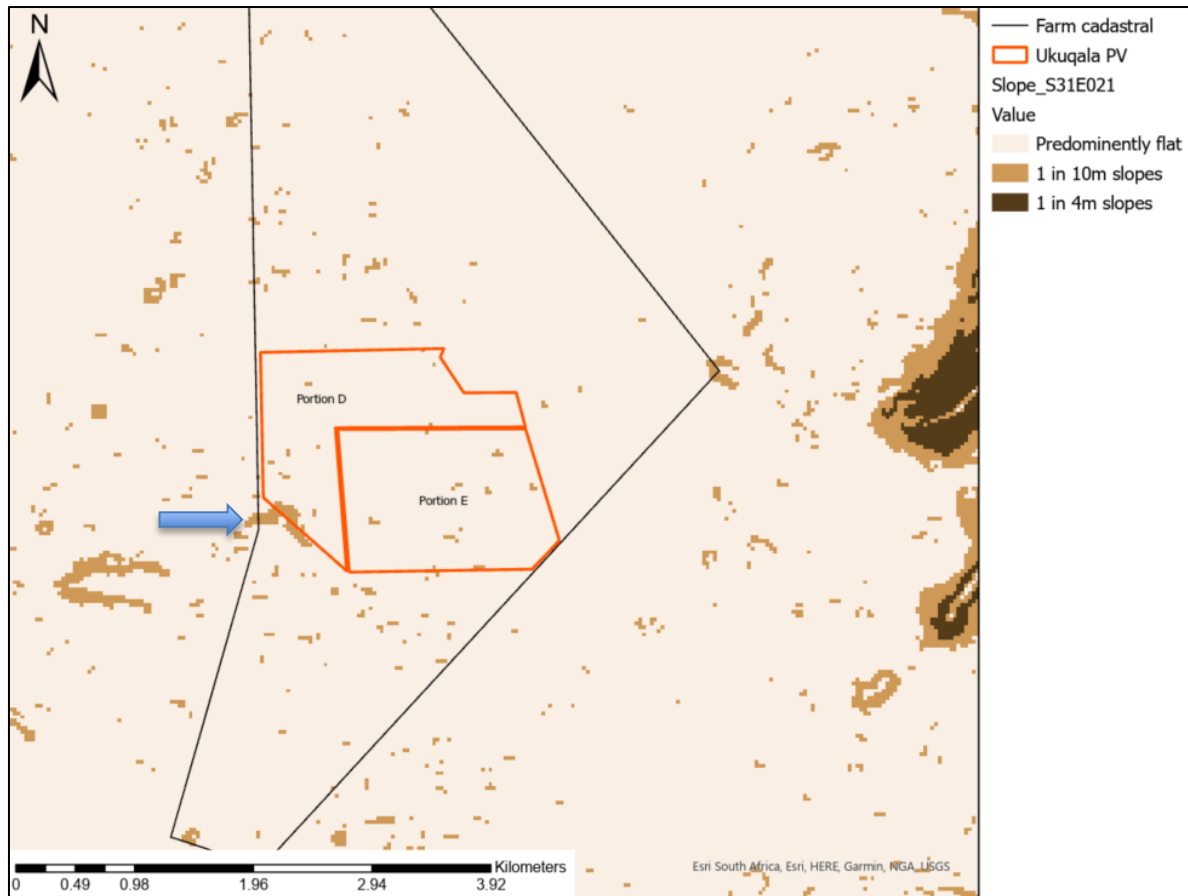 N
Farm cadastral
Ukuqala PV
Slope_S31E021
Value
Predominently flat
1 in 10m slopes
1 in 4m slopes
Portion D
Portion E
Kilometers
0 0.49 0.98 1.96 2.94 3.92
Esri South Africa, Esri, HERE, Garmin, NGA, USGS